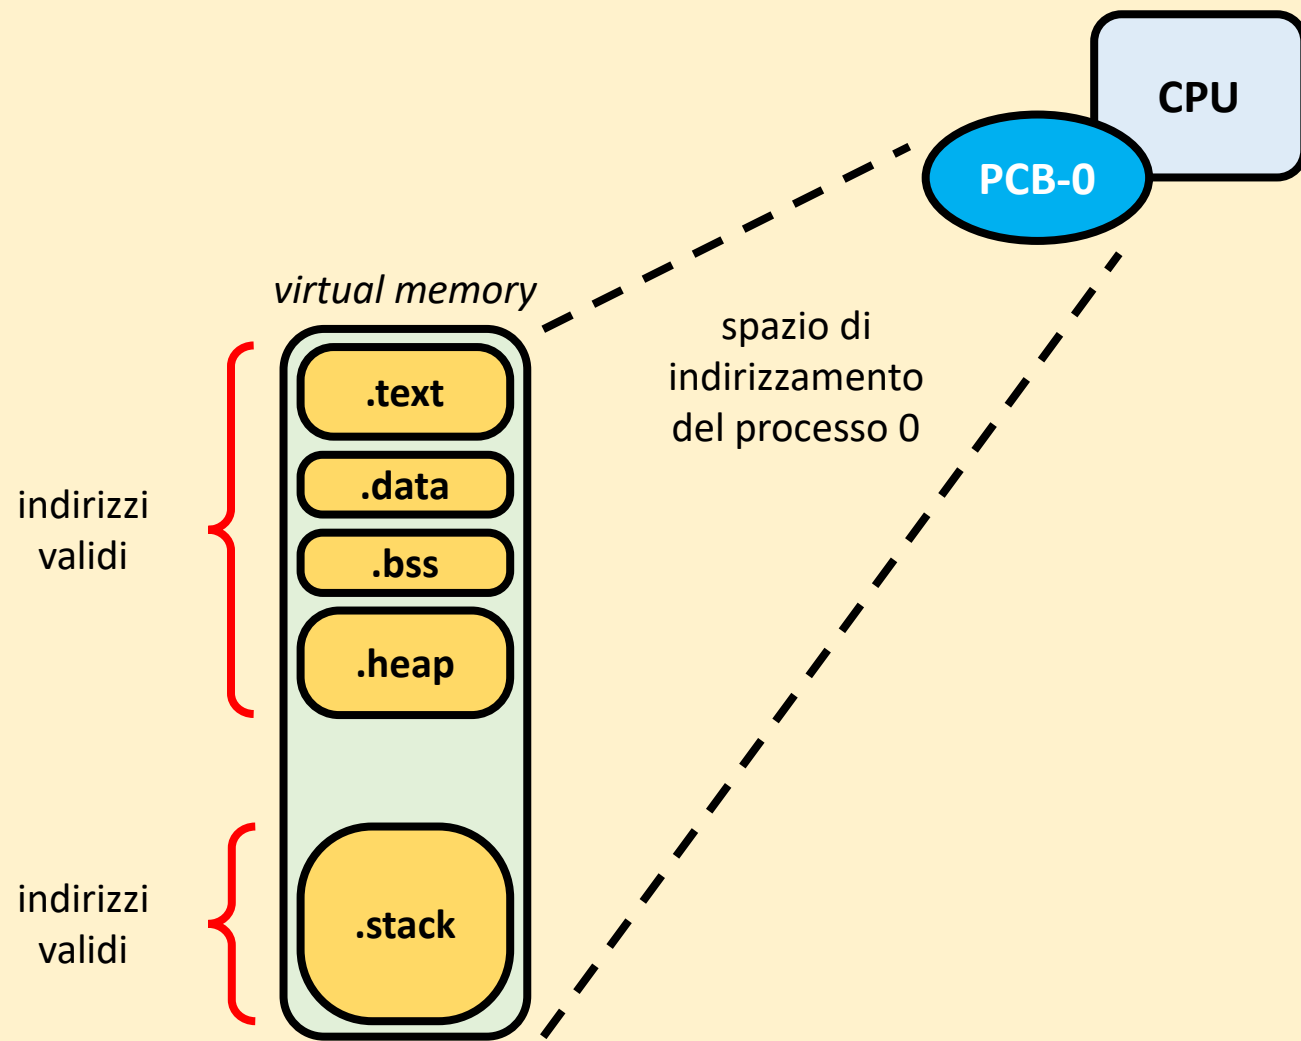 CPU
PCB-0
virtual memory
spazio di
indirizzamento
del processo 0
.text
.data
indirizzi
validi
.bss
.heap
indirizzi
validi
.stack